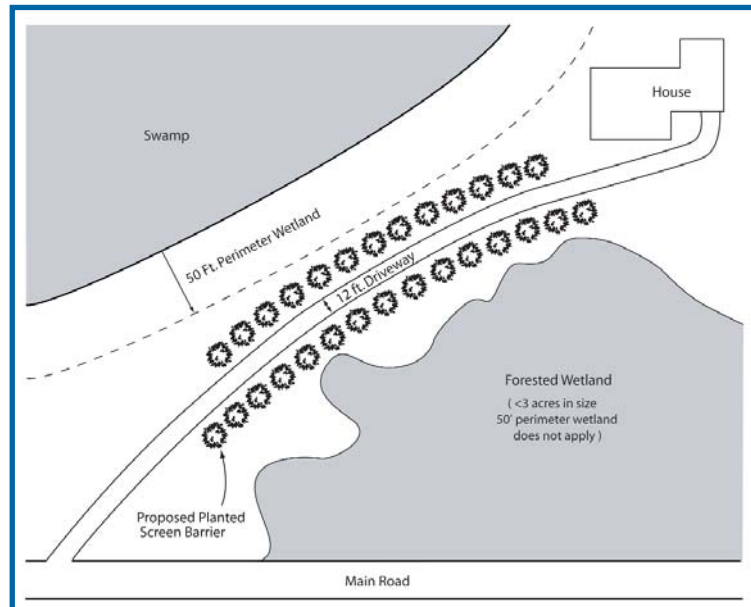 House
Swamp
50 Ft. Perimeter Wetland
12 ft. Driveway
Forested Wetland
( <3 acres in size
50' perimeter wetland
does not apply )
Proposed Planted
Screen Barrier
Main Road